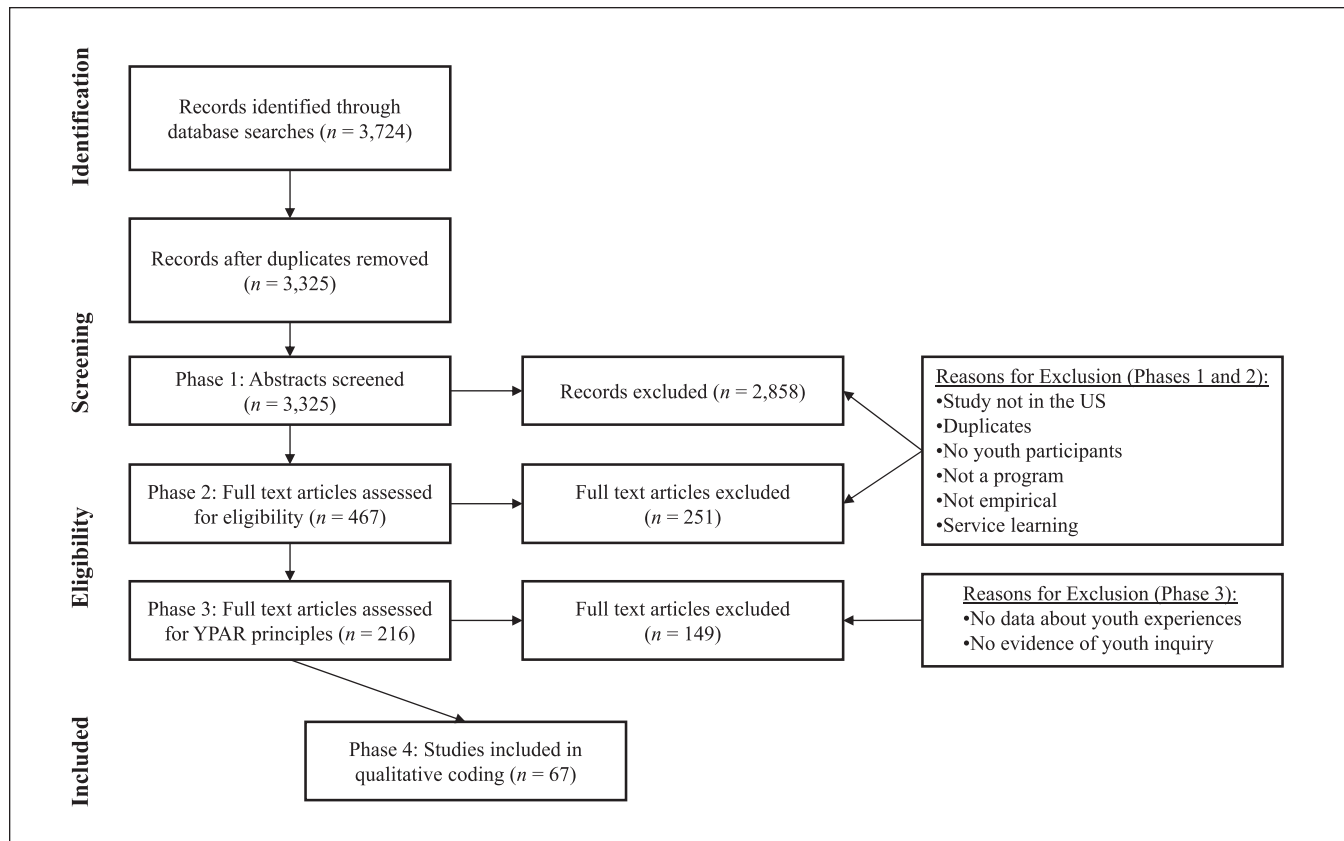 Identification
Records identified through
database searches (n = 3,724)
Records after duplicates removed
(n = 3,325)
Screening
Phase 1: Abstracts screened
(n = 3,325)
Records excluded (n = 2,858)
Reasons for Exclusion (Phases 1 and 2):
•Study not in the US
•Duplicates
•No youth participants
•Not a program
•Not empirical
•Service learning
Eligibility
Phase 2: Full text articles assessed
for eligibility (n = 467)
Full text articles excluded
(n = 251)
Phase 3: Full text articles assessed
for YPAR principles (n = 216)
Full text articles excluded
(n = 149)
Reasons for Exclusion (Phase 3):
•No data about youth experiences
•No evidence of youth inquiry
Included
Phase 4: Studies included in
qualitative coding (n = 67)